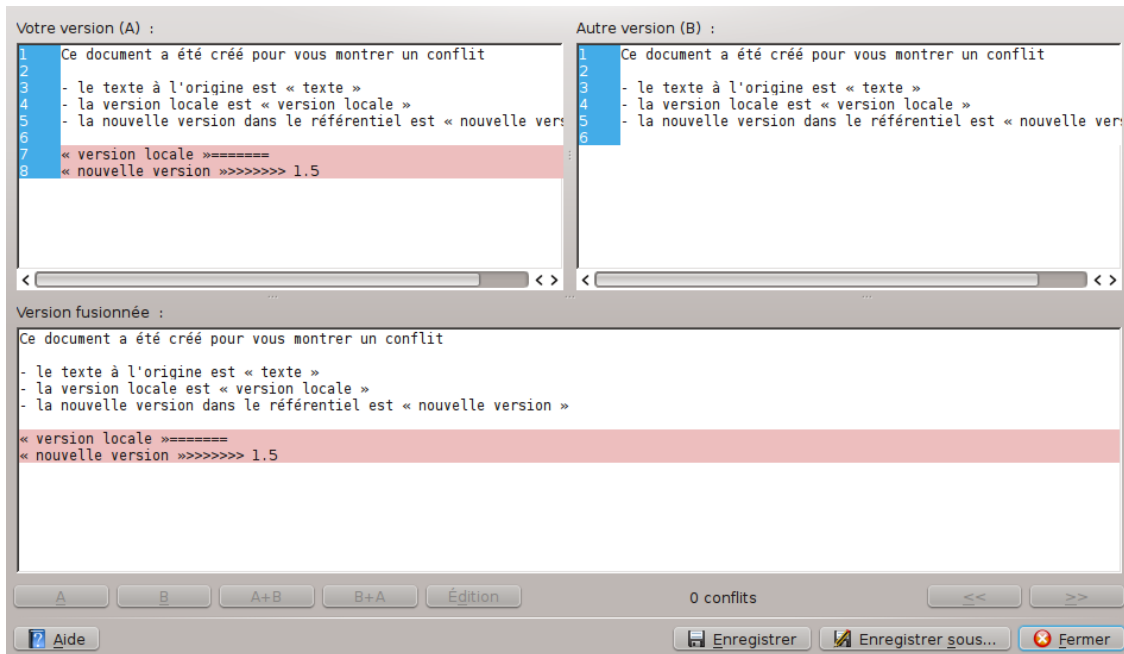 Votre version (A) :
1 Ce document a été créé pour vous montrer un conflit
2
3 - le texte à l'origine est « texte »
4 - la version locale est « version locale »
5 - la nouvelle version dans le référentiel est « nouvelle vers
6
7 « version locale »=======
8 « nouvelle version »>>>>>>> 1.5
Autre version (B) :
1 Ce document a été créé pour vous montrer un conflit
2
3 - le texte à l'origine est « texte »
4 - la version locale est « version locale »
5 - la nouvelle version dans le référentiel est « nouvelle vers
6
Version fusionnée :
Ce document a été créé pour vous montrer un conflit
- le texte à l'origine est « texte »
- la version locale est « version locale »
- la nouvelle version dans le référentiel est « nouvelle version »
« version locale »=======
« nouvelle version »>>>>>>> 1.5
A B A+B B+A Édition 0 conflits << >>
Aide Enregistrer Enregistrer sous... Fermer